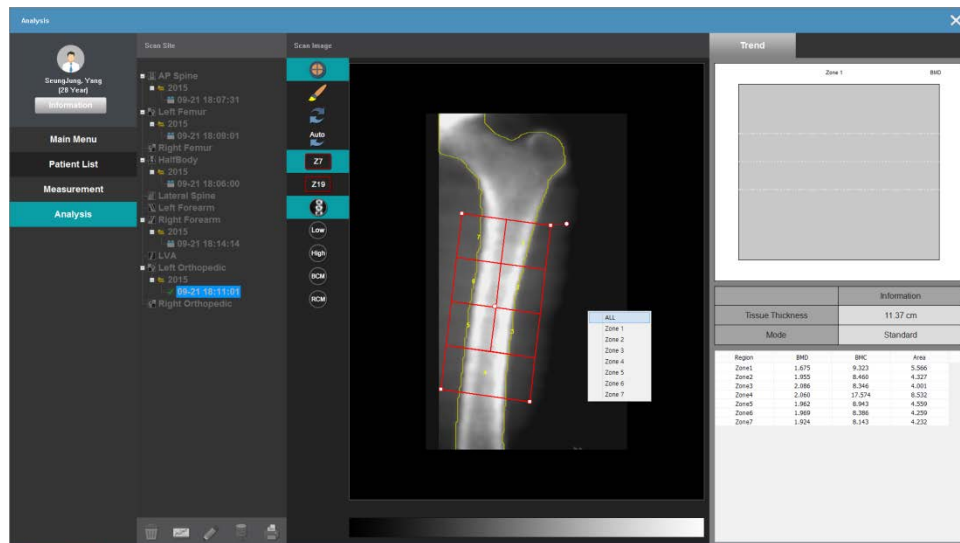 Analysis
SeungJung, Yang
(28 Year)
Information
Main Menu
Patient List
Measurement
Analysis
Scan Site
AP Spine
2015
09-21 18:07:31
Left Femur
2015
09-21 18:09:01
Right Femur
HalfBody
2015
09-21 18:06:00
Lateral Spine
Left Forearm
Right Forearm
2015
09-21 18:14:14
LVA
Left Orthopedic
2015
09-21 18:11:01
Right Orthopedic
Scan Image
Auto
Z7
Z19
Low
High
BCM
RCM
7
5
3
4
ALL
Zone 1
Zone 2
Zone 3
Zone 4
Zone 5
Zone 6
Zone 7
Trend
Zone 1 BMD
Information
Tissue Thickness 11.37 cm
Mode Standard
Region BMD BMC Area
Zone1 1.675 9.323 5.566
Zone2 1.955 8.460 4.327
Zone3 2.086 8.346 4.001
Zone4 2.060 17.574 8.532
Zone5 1.962 8.943 4.559
Zone6 1.969 8.386 4.259
Zone7 1.924 8.143 4.232